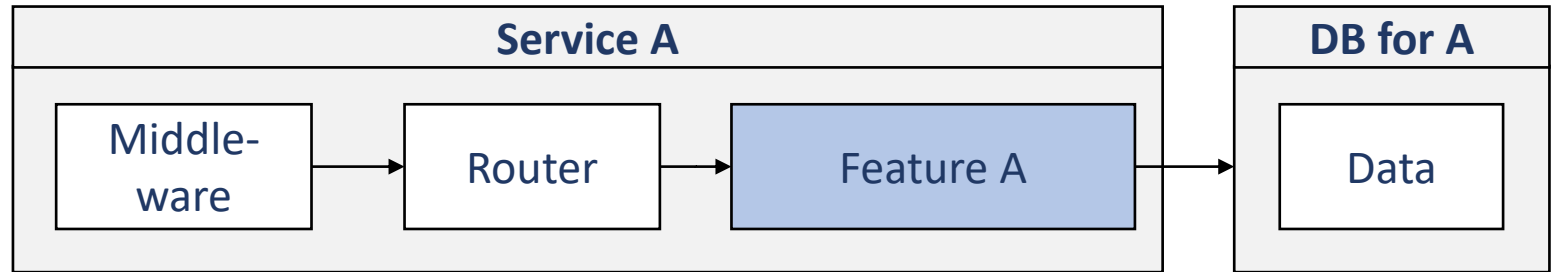 Service A
DB for A
Middle-
ware
Router
Feature A
Data